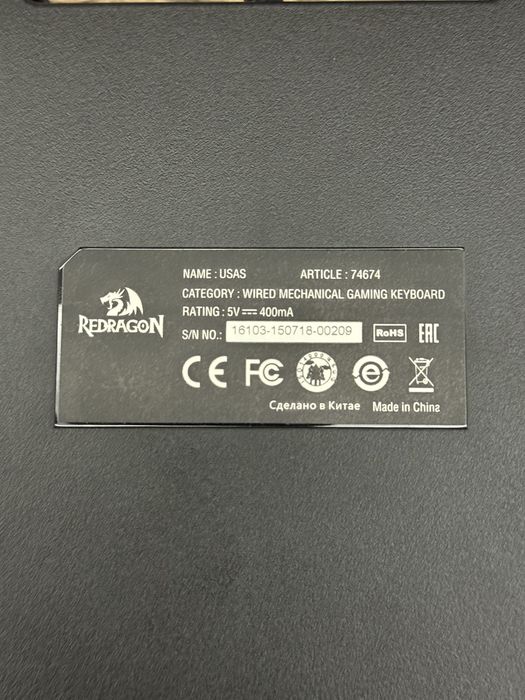 NAME : USAS ARTICLE : 74674
CATEGORY : WIRED MECHANICAL GAMING KEYBOARD
RATING : 5V⎓400mA
S/N NO.: 16103-150718-00209 RoHS EAC
REDRAGON
CE FC e
Сделано в Китае Made in China